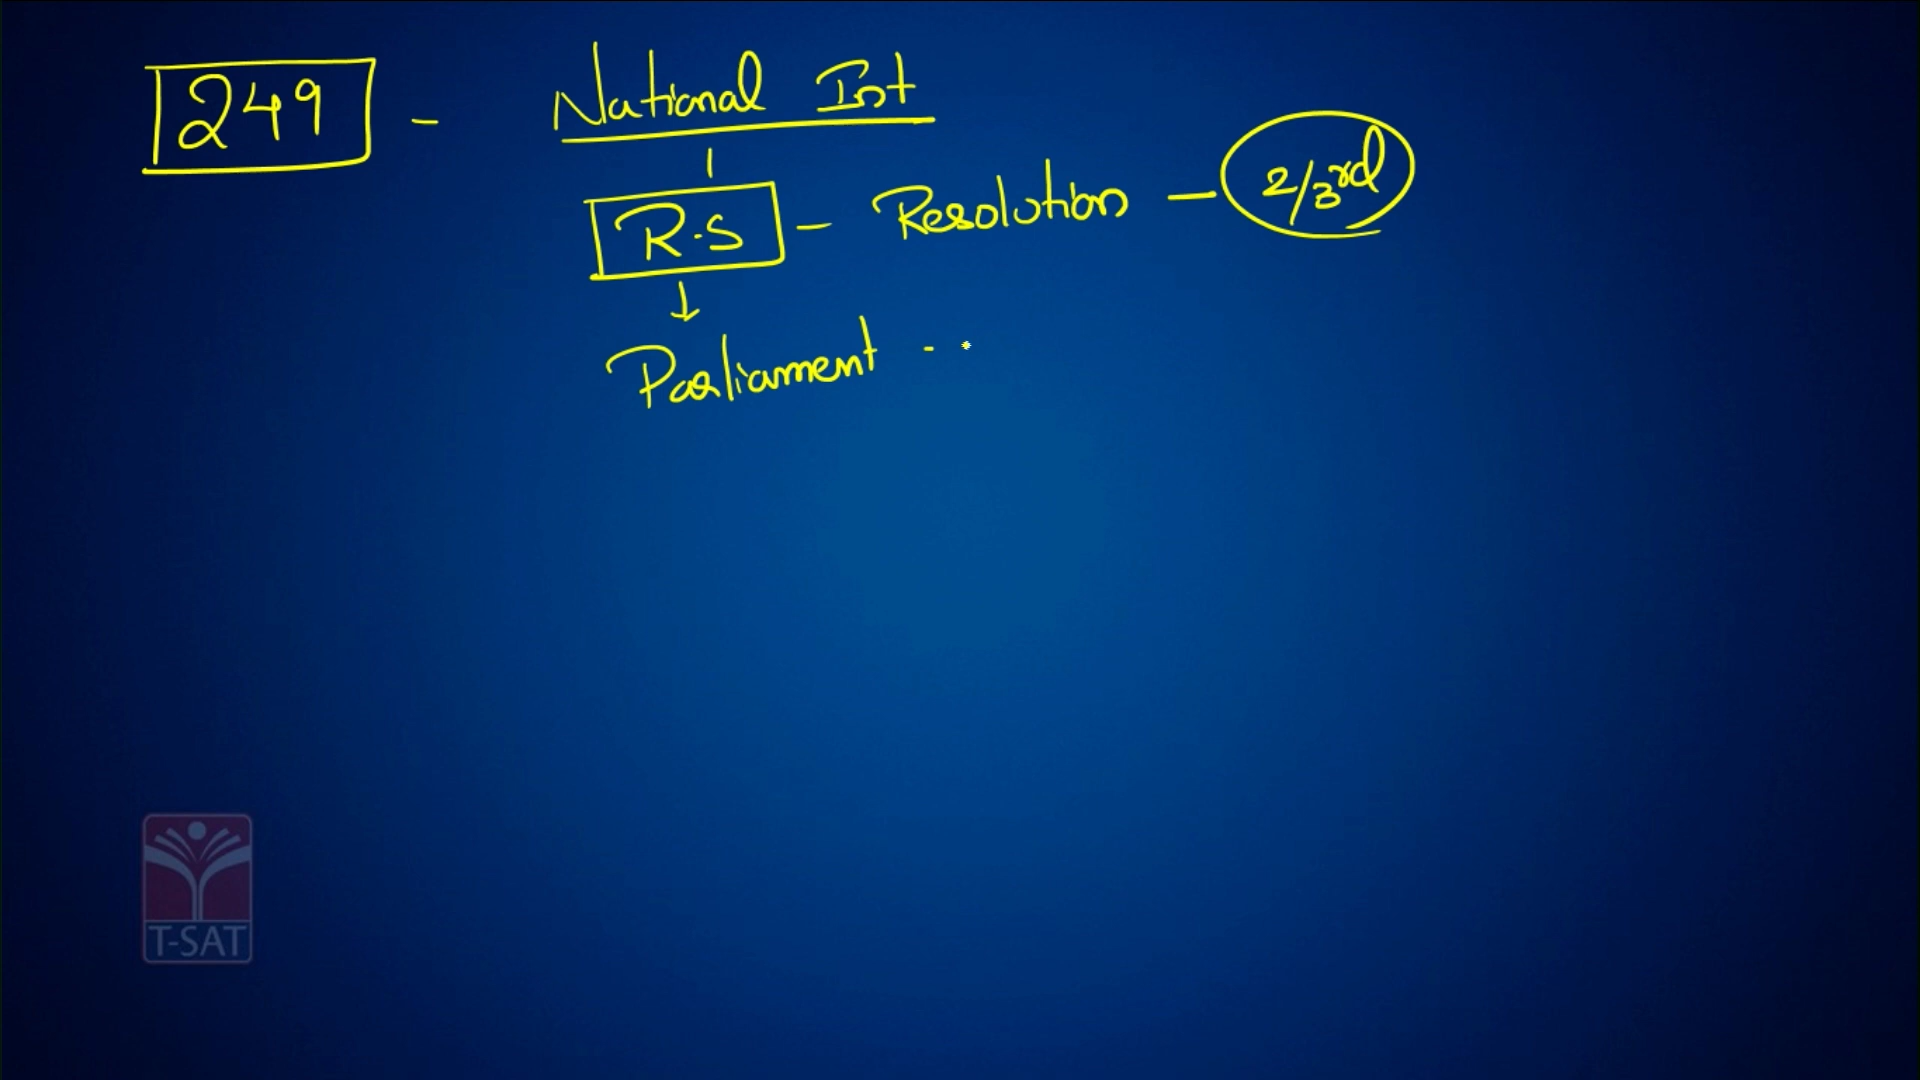 249 - National Int
R.S - Resolution - 2/3rd
Parliament -
T-SAT